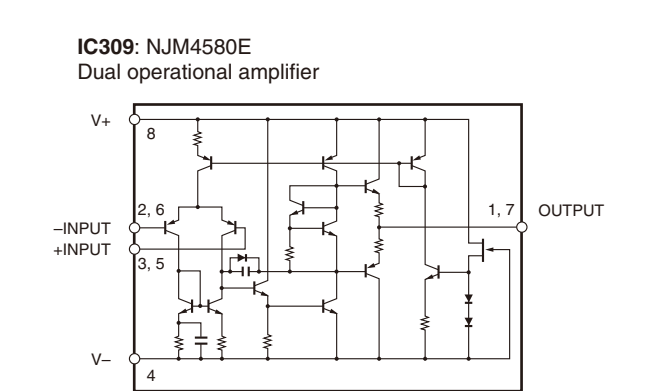 IC309: NJM4580E
Dual operational amplifier
V+
8
2, 6
–INPUT
+INPUT
3, 5
1, 7
OUTPUT
V–
4